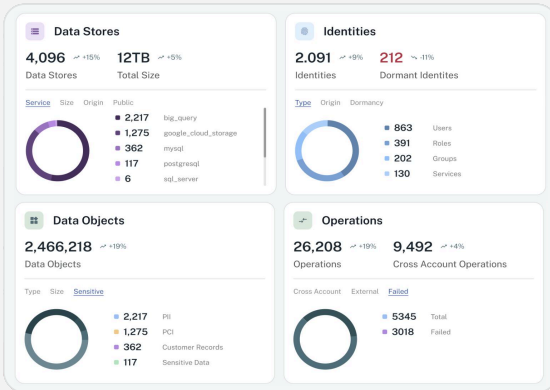 Data Stores
4,096 +15% 12TB +5%
Data Stores Total Size
Service Size Origin Public
2,217 big_query
1,275 google_cloud_storage
362 mysql
117 postgresql
6 sql_server
Identities
2.091 +9% 212 -11%
Identities Dormant Identites
Type Origin Dormancy
863 Users
391 Roles
202 Groups
130 Services
Data Objects
2,466,218 +19%
Data Objects
Type Size Sensitive
2,217 PII
1,275 PCI
362 Customer Records
117 Sensitive Data
Operations
26,208 +19% 9,492 +4%
Operations Cross Account Operations
Cross Account External Failed
5345 Total
3018 Failed